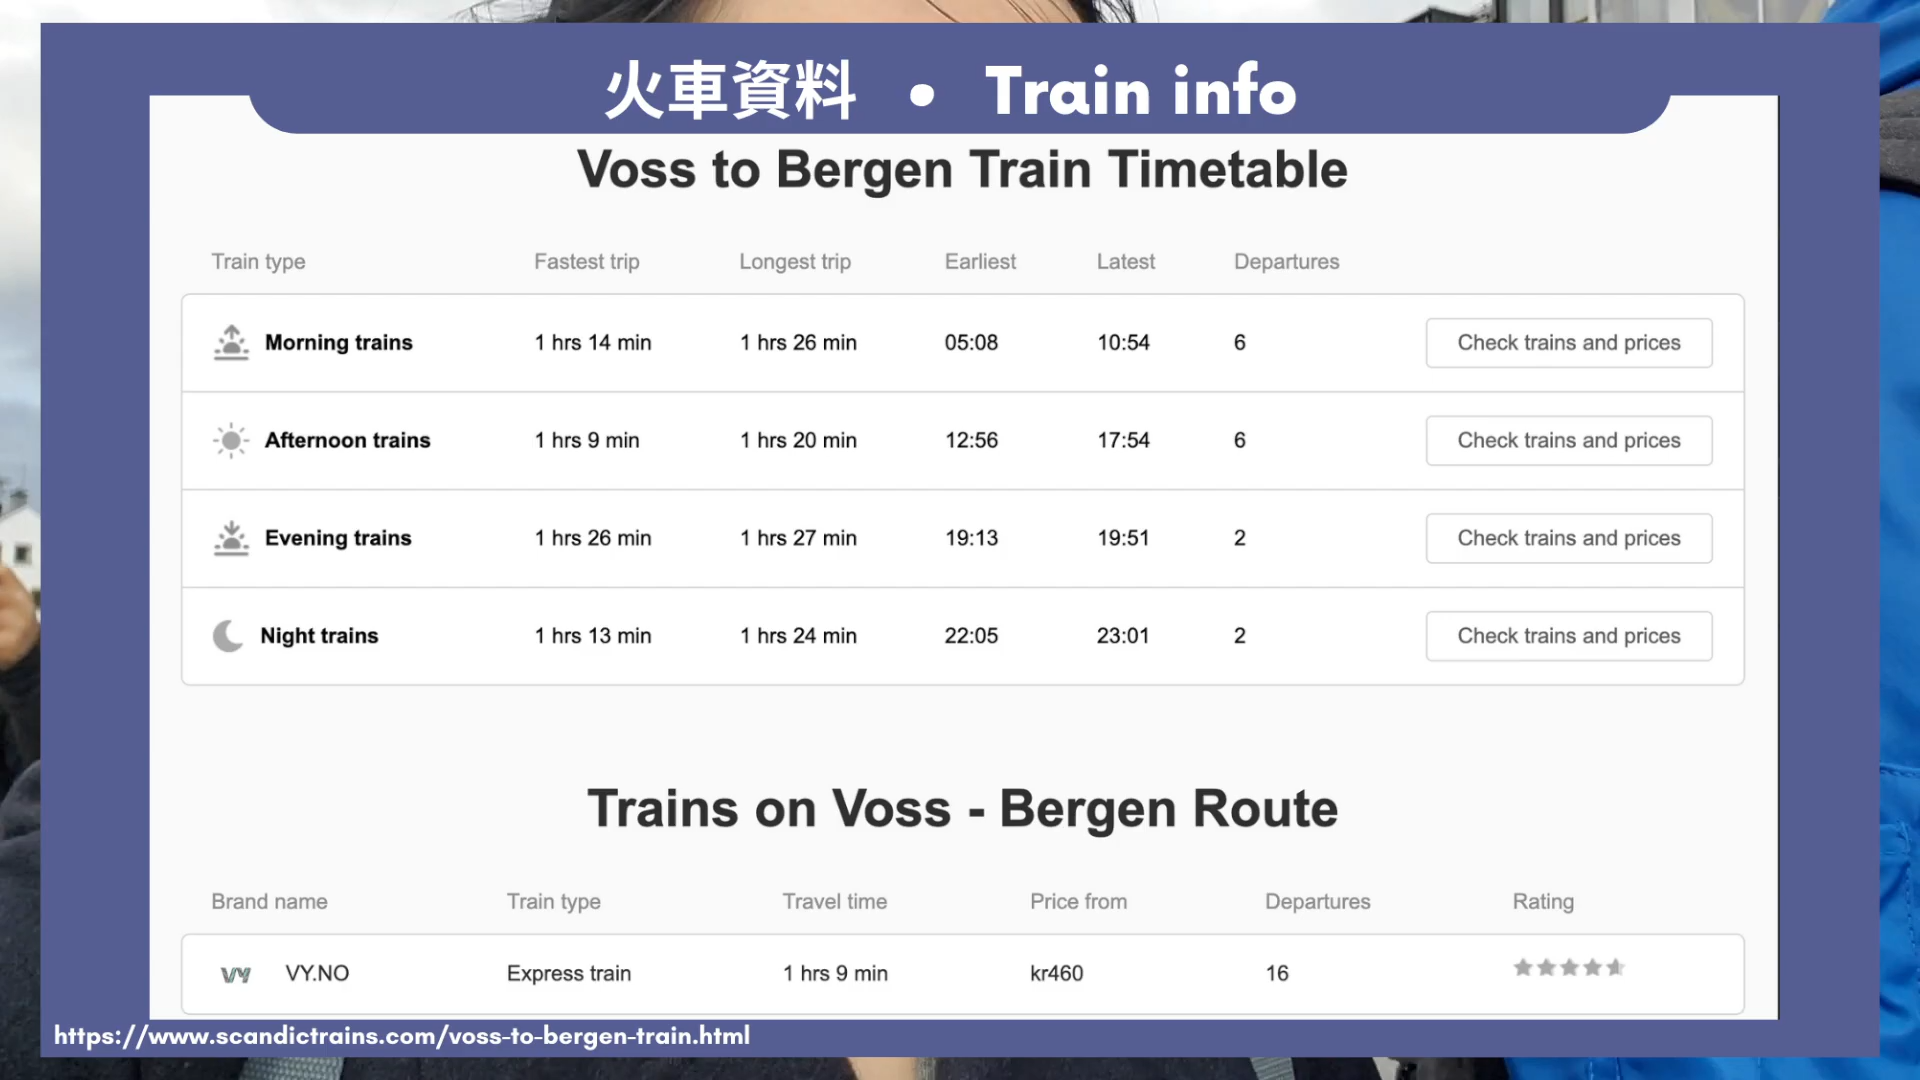 火車資料 • Train info
Voss to Bergen Train Timetable
Train type Fastest trip Longest trip Earliest Latest Departures
Morning trains 1 hrs 14 min 1 hrs 26 min 05:08 10:54 6 Check trains and prices
Afternoon trains 1 hrs 9 min 1 hrs 20 min 12:56 17:54 6 Check trains and prices
Evening trains 1 hrs 26 min 1 hrs 27 min 19:13 19:51 2 Check trains and prices
Night trains 1 hrs 13 min 1 hrs 24 min 22:05 23:01 2 Check trains and prices
Trains on Voss - Bergen Route
Brand name Train type Travel time Price from Departures Rating
VY VY.NO Express train 1 hrs 9 min kr460 16
https://www.scandictrains.com/voss-to-bergen-train.html